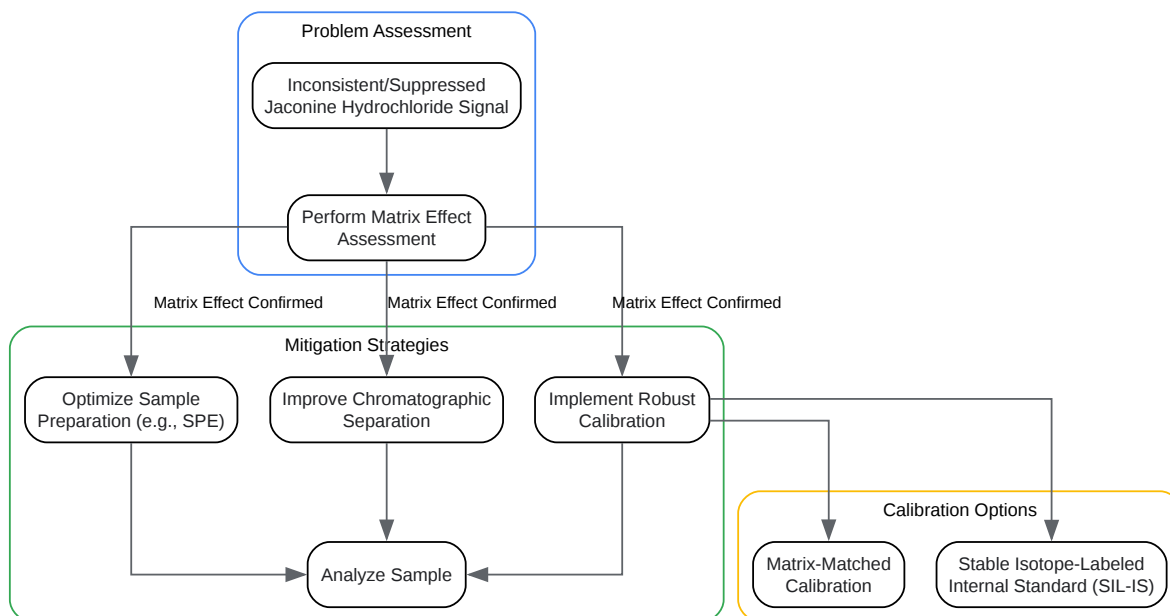 Problem Assessment
Inconsistent/Suppressed
Jaconine Hydrochloride Signal
Perform Matrix Effect
Assessment
Matrix Effect Confirmed
Matrix Effect Confirmed
Matrix Effect Confirmed
Mitigation Strategies
Optimize Sample
Preparation (e.g., SPE)
Improve Chromatographic
Separation
Implement Robust
Calibration
Calibration Options
Analyze Sample
Matrix-Matched
Calibration
Stable Isotope-Labeled
Internal Standard (SIL-IS)